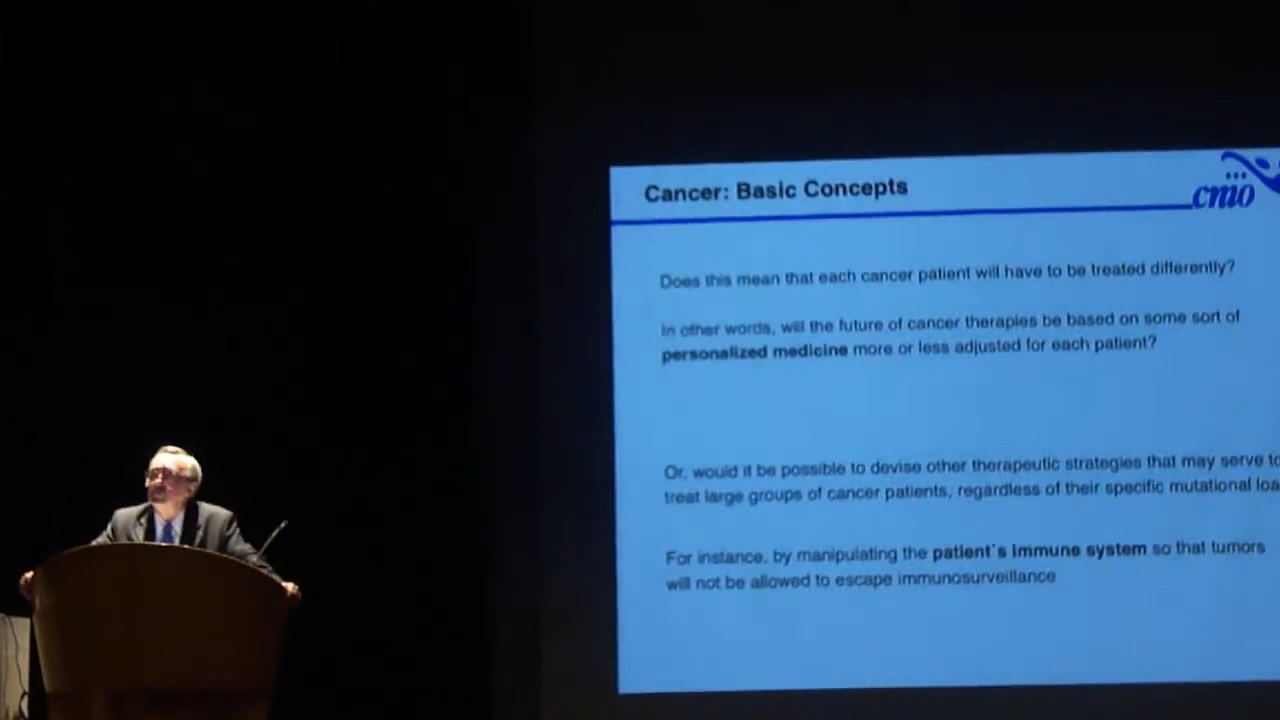 Cancer: Basic Concepts
cnio
Does this mean that each cancer patient will have to be treated differently?
In other words, will the future of cancer therapies be based on some sort of
personalized medicine more or less adjusted for each patient?
Or, would it be possible to devise other therapeutic strategies that may serve to
treat large groups of cancer patients, regardless of their specific mutational loa
For instance, by manipulating the patient´s immune system so that tumors
will not be allowed to escape immunosurveillance